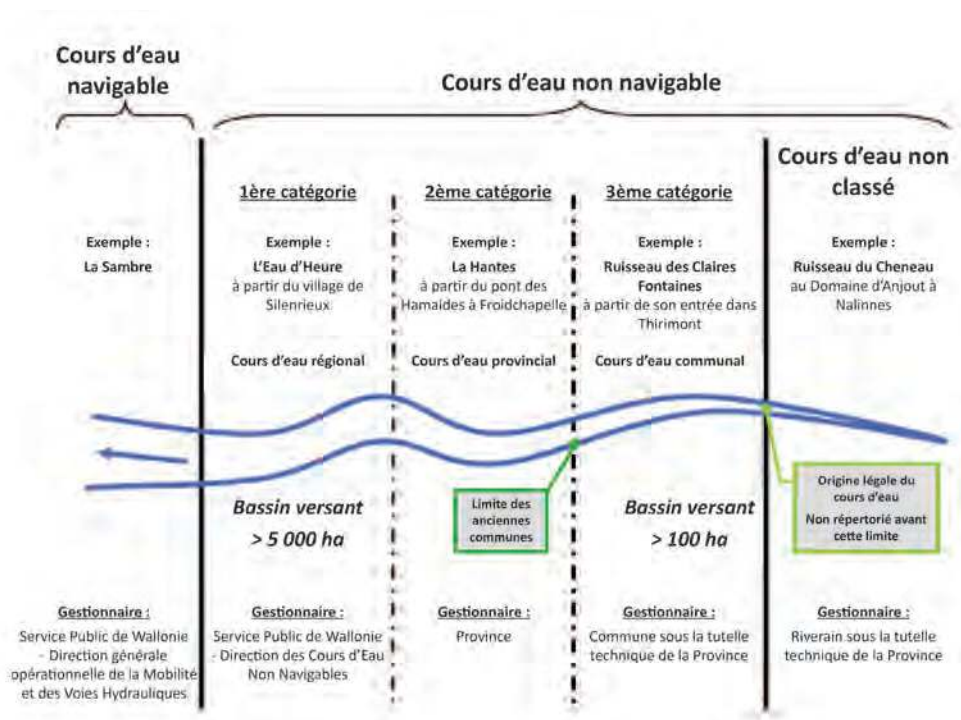 Cours d'eau
navigable
Cours d'eau non navigable
Cours d'eau non
classé
1ère catégorie
2ème catégorie
3ème catégorie
Exemple :
La Sambre
Exemple :
L'Eau d'Heure
à partir du village de
Silenrieux
Exemple :
La Hantes
à partir du pont des
Hamaides à Froidchapelle
Exemple :
Ruisseau des Claires
Fontaines
à partir de son entrée dans
Thirimont
Exemple :
Ruisseau du Cheneau
au Domaine d'Anjout à
Nalinnes
Cours d'eau régional
Cours d'eau provincial
Cours d'eau communal
Bassin versant
> 5 000 ha
Limite des
anciennes
communes
Bassin versant
> 100 ha
Origine légale du
cours d'eau
Non répertorié avant
cette limite
Gestionnaire :
Service Public de Wallonie
- Direction générale
opérationnelle de la Mobilité
et des Voies Hydrauliques
Gestionnaire :
Service Public de Wallonie
- Direction des Cours d'Eau
Non Navigables
Gestionnaire :
Province
Gestionnaire :
Commune sous la tutelle
technique de la Province
Gestionnaire :
Riverain sous la tutelle
technique de la Province